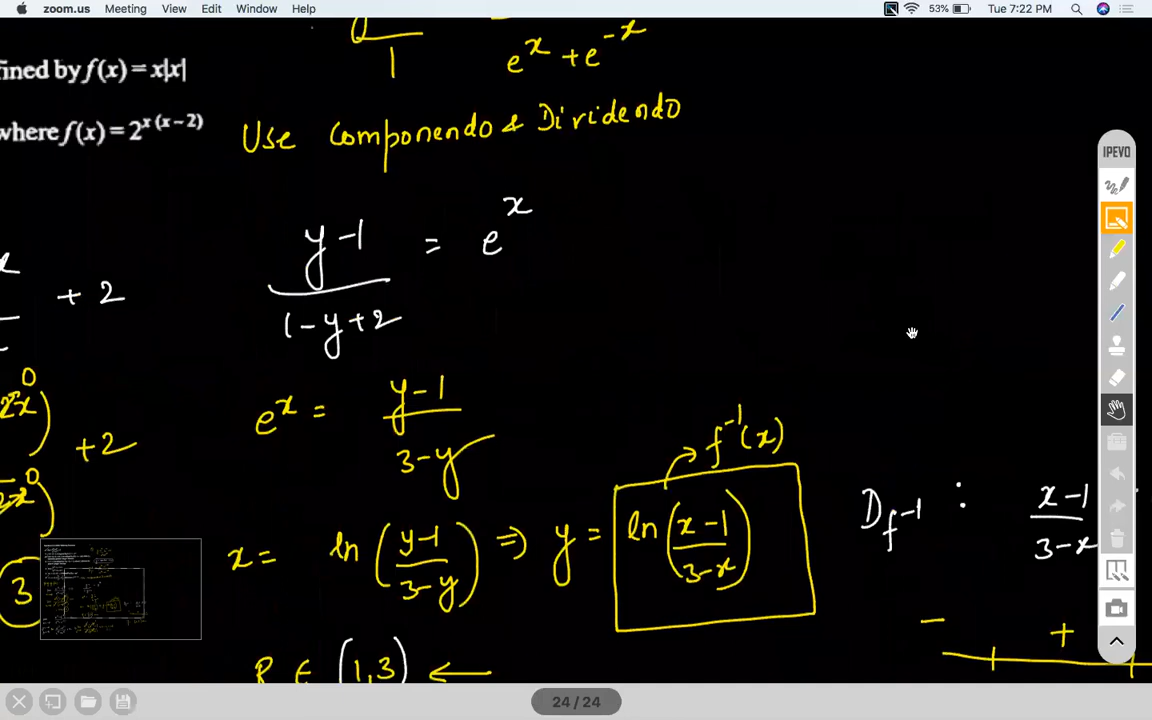 zoom.us Meeting View Edit Window Help 53% Tue 7:22 PM
1 e^x + e^-x
fined by f(x) = x|x|
where f(x) = 2^x(x-2)
Use Componendo & Dividendo
IPEVO
y-1 / 1-y+2 = e^x
+ 2
e^x = y-1 / 3-y
+2
f^-1(x)
x = ln (y-1 / 3-y) ⇒ y = ln (x-1 / 3-x)
D f^-1 : x-1 / 3-x
3
- +
R ∈ (1,3) ←
24 / 24